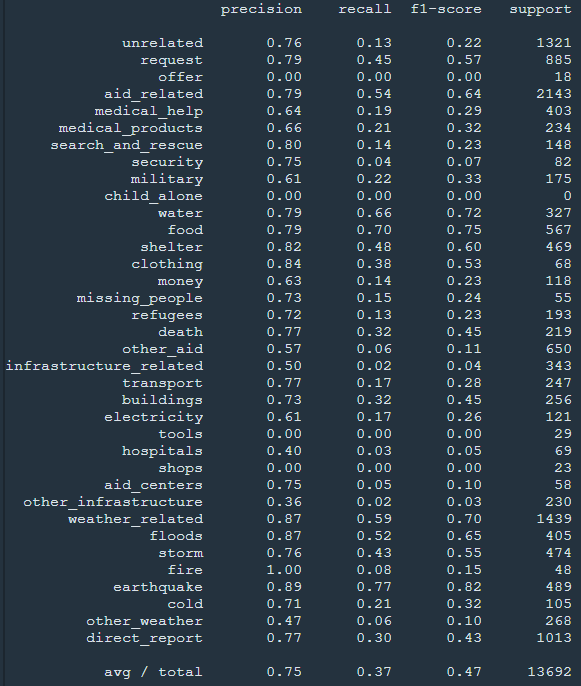 precision recall f1-score support
unrelated 0.76 0.13 0.22 1321
request 0.79 0.45 0.57 885
offer 0.00 0.00 0.00 18
aid_related 0.79 0.54 0.64 2143
medical_help 0.64 0.19 0.29 403
medical_products 0.66 0.21 0.32 234
search_and_rescue 0.80 0.14 0.23 148
security 0.75 0.04 0.07 82
military 0.61 0.22 0.33 175
child_alone 0.00 0.00 0.00 0
water 0.79 0.66 0.72 327
food 0.79 0.70 0.75 567
shelter 0.82 0.48 0.60 469
clothing 0.84 0.38 0.53 68
money 0.63 0.14 0.23 118
missing_people 0.73 0.15 0.24 55
refugees 0.72 0.13 0.23 193
death 0.77 0.32 0.45 219
other_aid 0.57 0.06 0.11 650
infrastructure_related 0.50 0.02 0.04 343
transport 0.77 0.17 0.28 247
buildings 0.73 0.32 0.45 256
electricity 0.61 0.17 0.26 121
tools 0.00 0.00 0.00 29
hospitals 0.40 0.03 0.05 69
shops 0.00 0.00 0.00 23
aid_centers 0.75 0.05 0.10 58
other_infrastructure 0.36 0.02 0.03 230
weather_related 0.87 0.59 0.70 1439
floods 0.87 0.52 0.65 405
storm 0.76 0.43 0.55 474
fire 1.00 0.08 0.15 48
earthquake 0.89 0.77 0.82 489
cold 0.71 0.21 0.32 105
other_weather 0.47 0.06 0.10 268
direct_report 0.77 0.30 0.43 1013
avg / total 0.75 0.37 0.47 13692